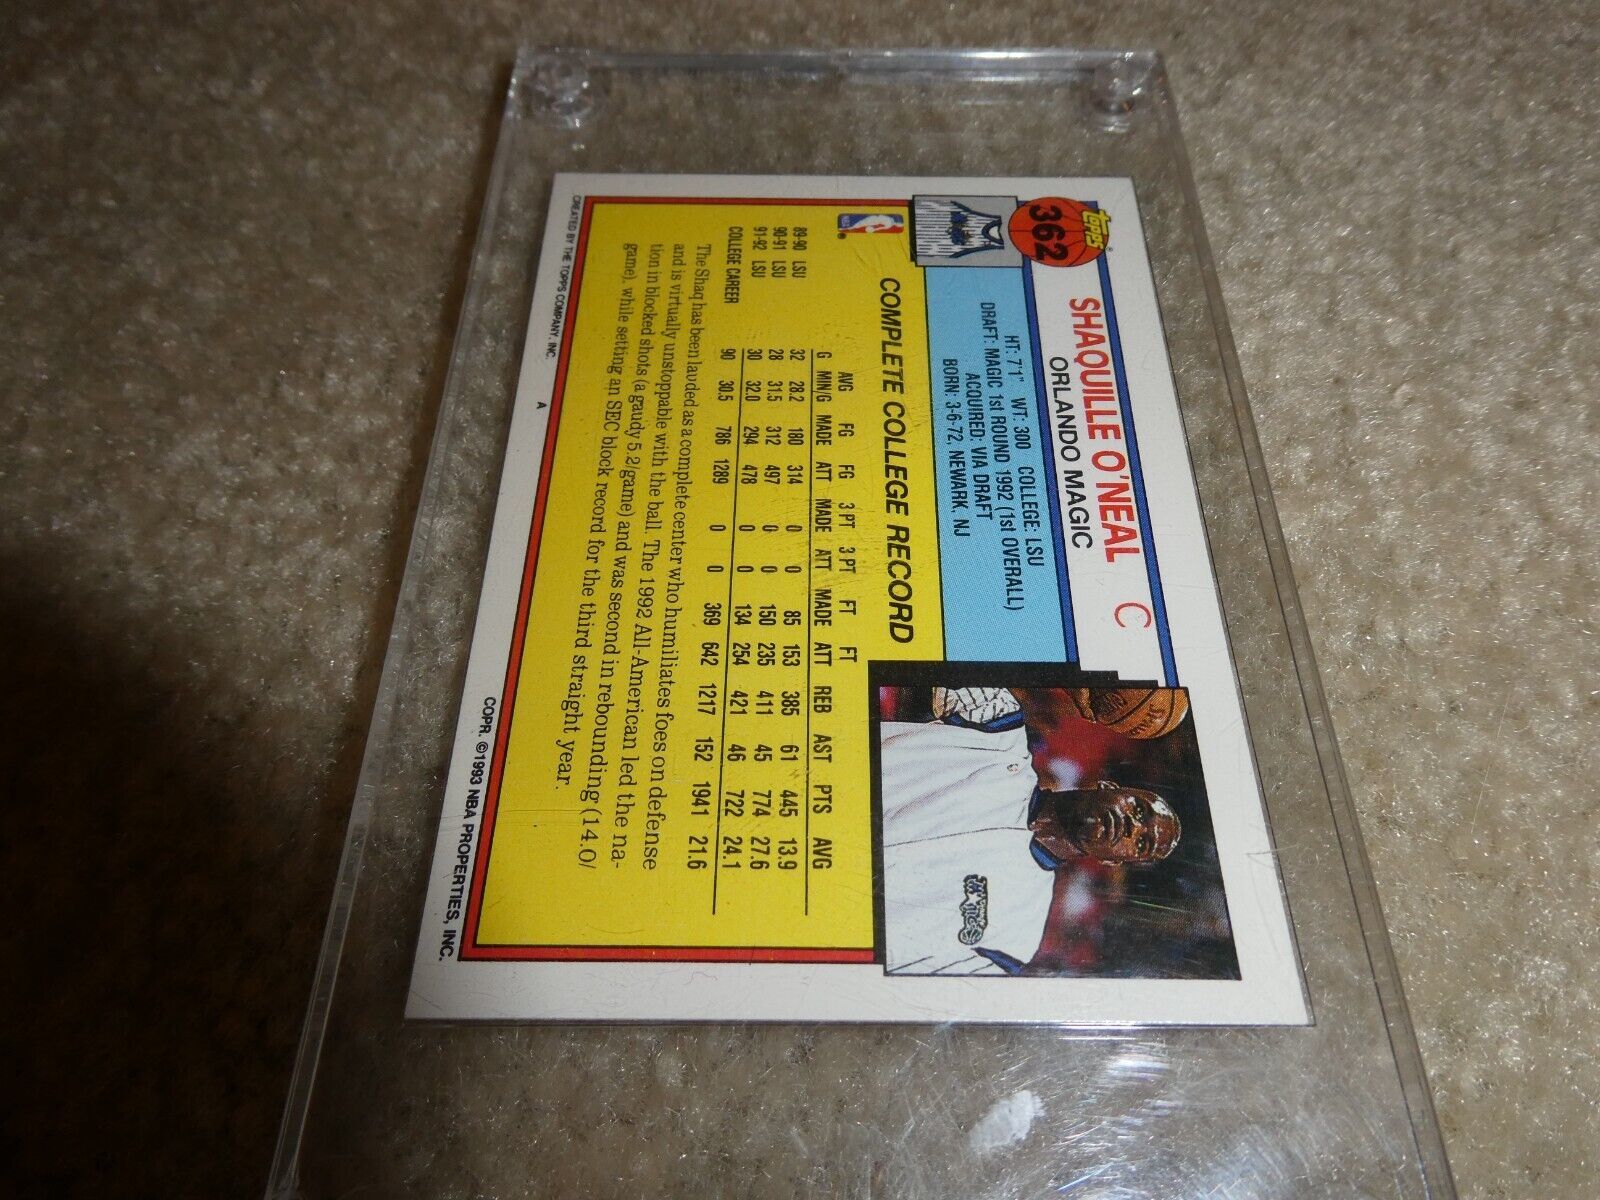 topps®
362
SHAQUILLE O'NEAL C
ORLANDO MAGIC
HT: 7'1" WT: 300 COLLEGE: LSU
DRAFT: MAGIC 1ST ROUND 1992 (1st OVERALL)
ACQUIRED: VIA DRAFT
BORN: 3-6-72, NEWARK, NJ
NBA®
COMPLETE COLLEGE RECORD
AVG FG FG 3 PT 3 PT FT FT
G MIN/G MADE ATT MADE ATT MADE ATT REB AST PTS AVG
89-90 LSU 32 28.2 180 314 0 0 85 153 385 61 445 13.9
90-91 LSU 28 31.5 312 497 0 0 150 235 411 45 774 27.6
91-92 LSU 30 32.0 294 478 0 0 134 254 421 46 722 24.1
COLLEGE CAREER 90 30.5 786 1289 0 0 369 642 1217 152 1941 21.6
The Shaq has been lauded as a complete center who humiliates foes on defense
and is virtually unstoppable with the ball. The 1992 All-American led the na-
tion in blocked shots (a gaudy 5.2/game) and was second in rebounding (14.0/
game), while setting an SEC block record for the third straight year.
CREATED BY THE TOPPS COMPANY, INC. A COPR. ©1993 NBA PROPERTIES, INC.